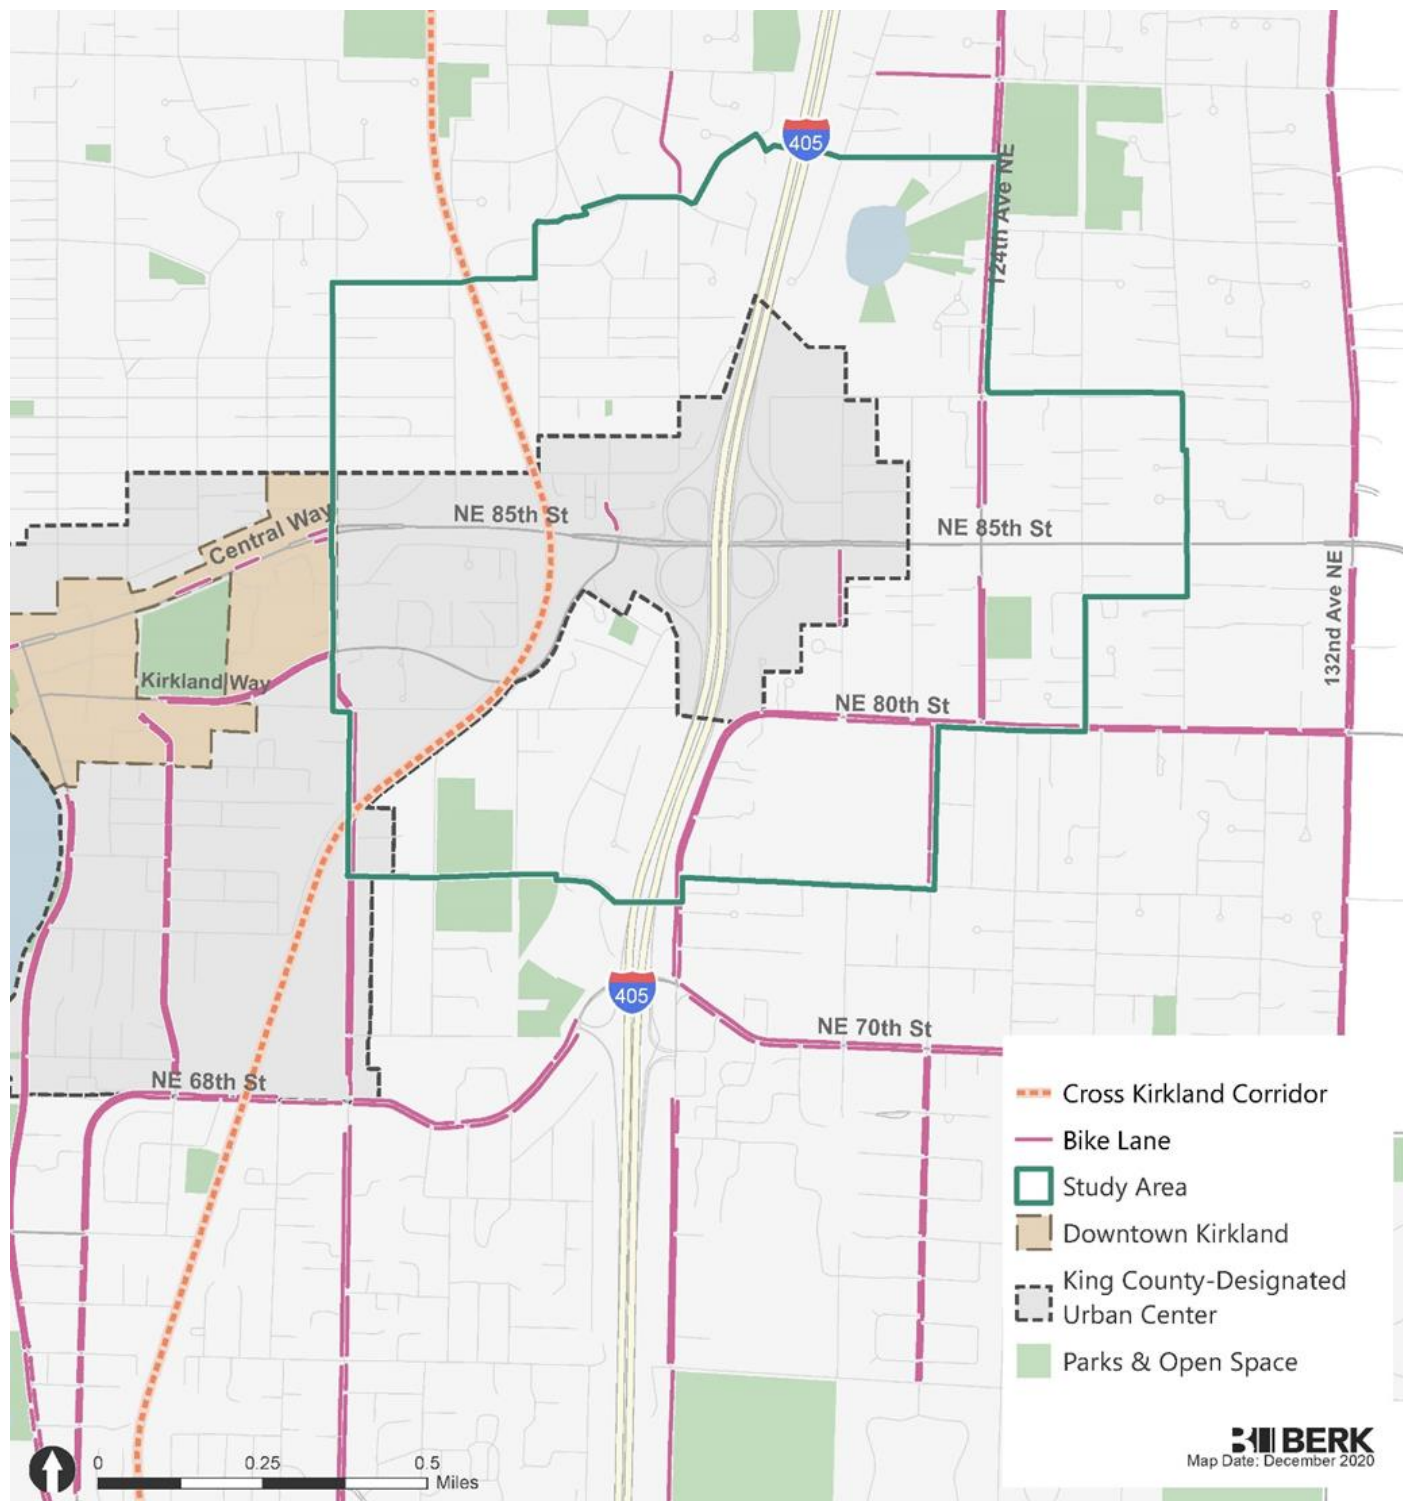 405
124th Ave NE
NE 85th St
Central Way
NE 85th St
132nd Ave NE
Kirkland Way
NE 80th St
405
NE 70th St
NE 68th St
Cross Kirkland Corridor
Bike Lane
Study Area
Downtown Kirkland
King County-Designated
Urban Center
Parks & Open Space
BERK
Map Date: December 2020
0 0.25 0.5
Miles